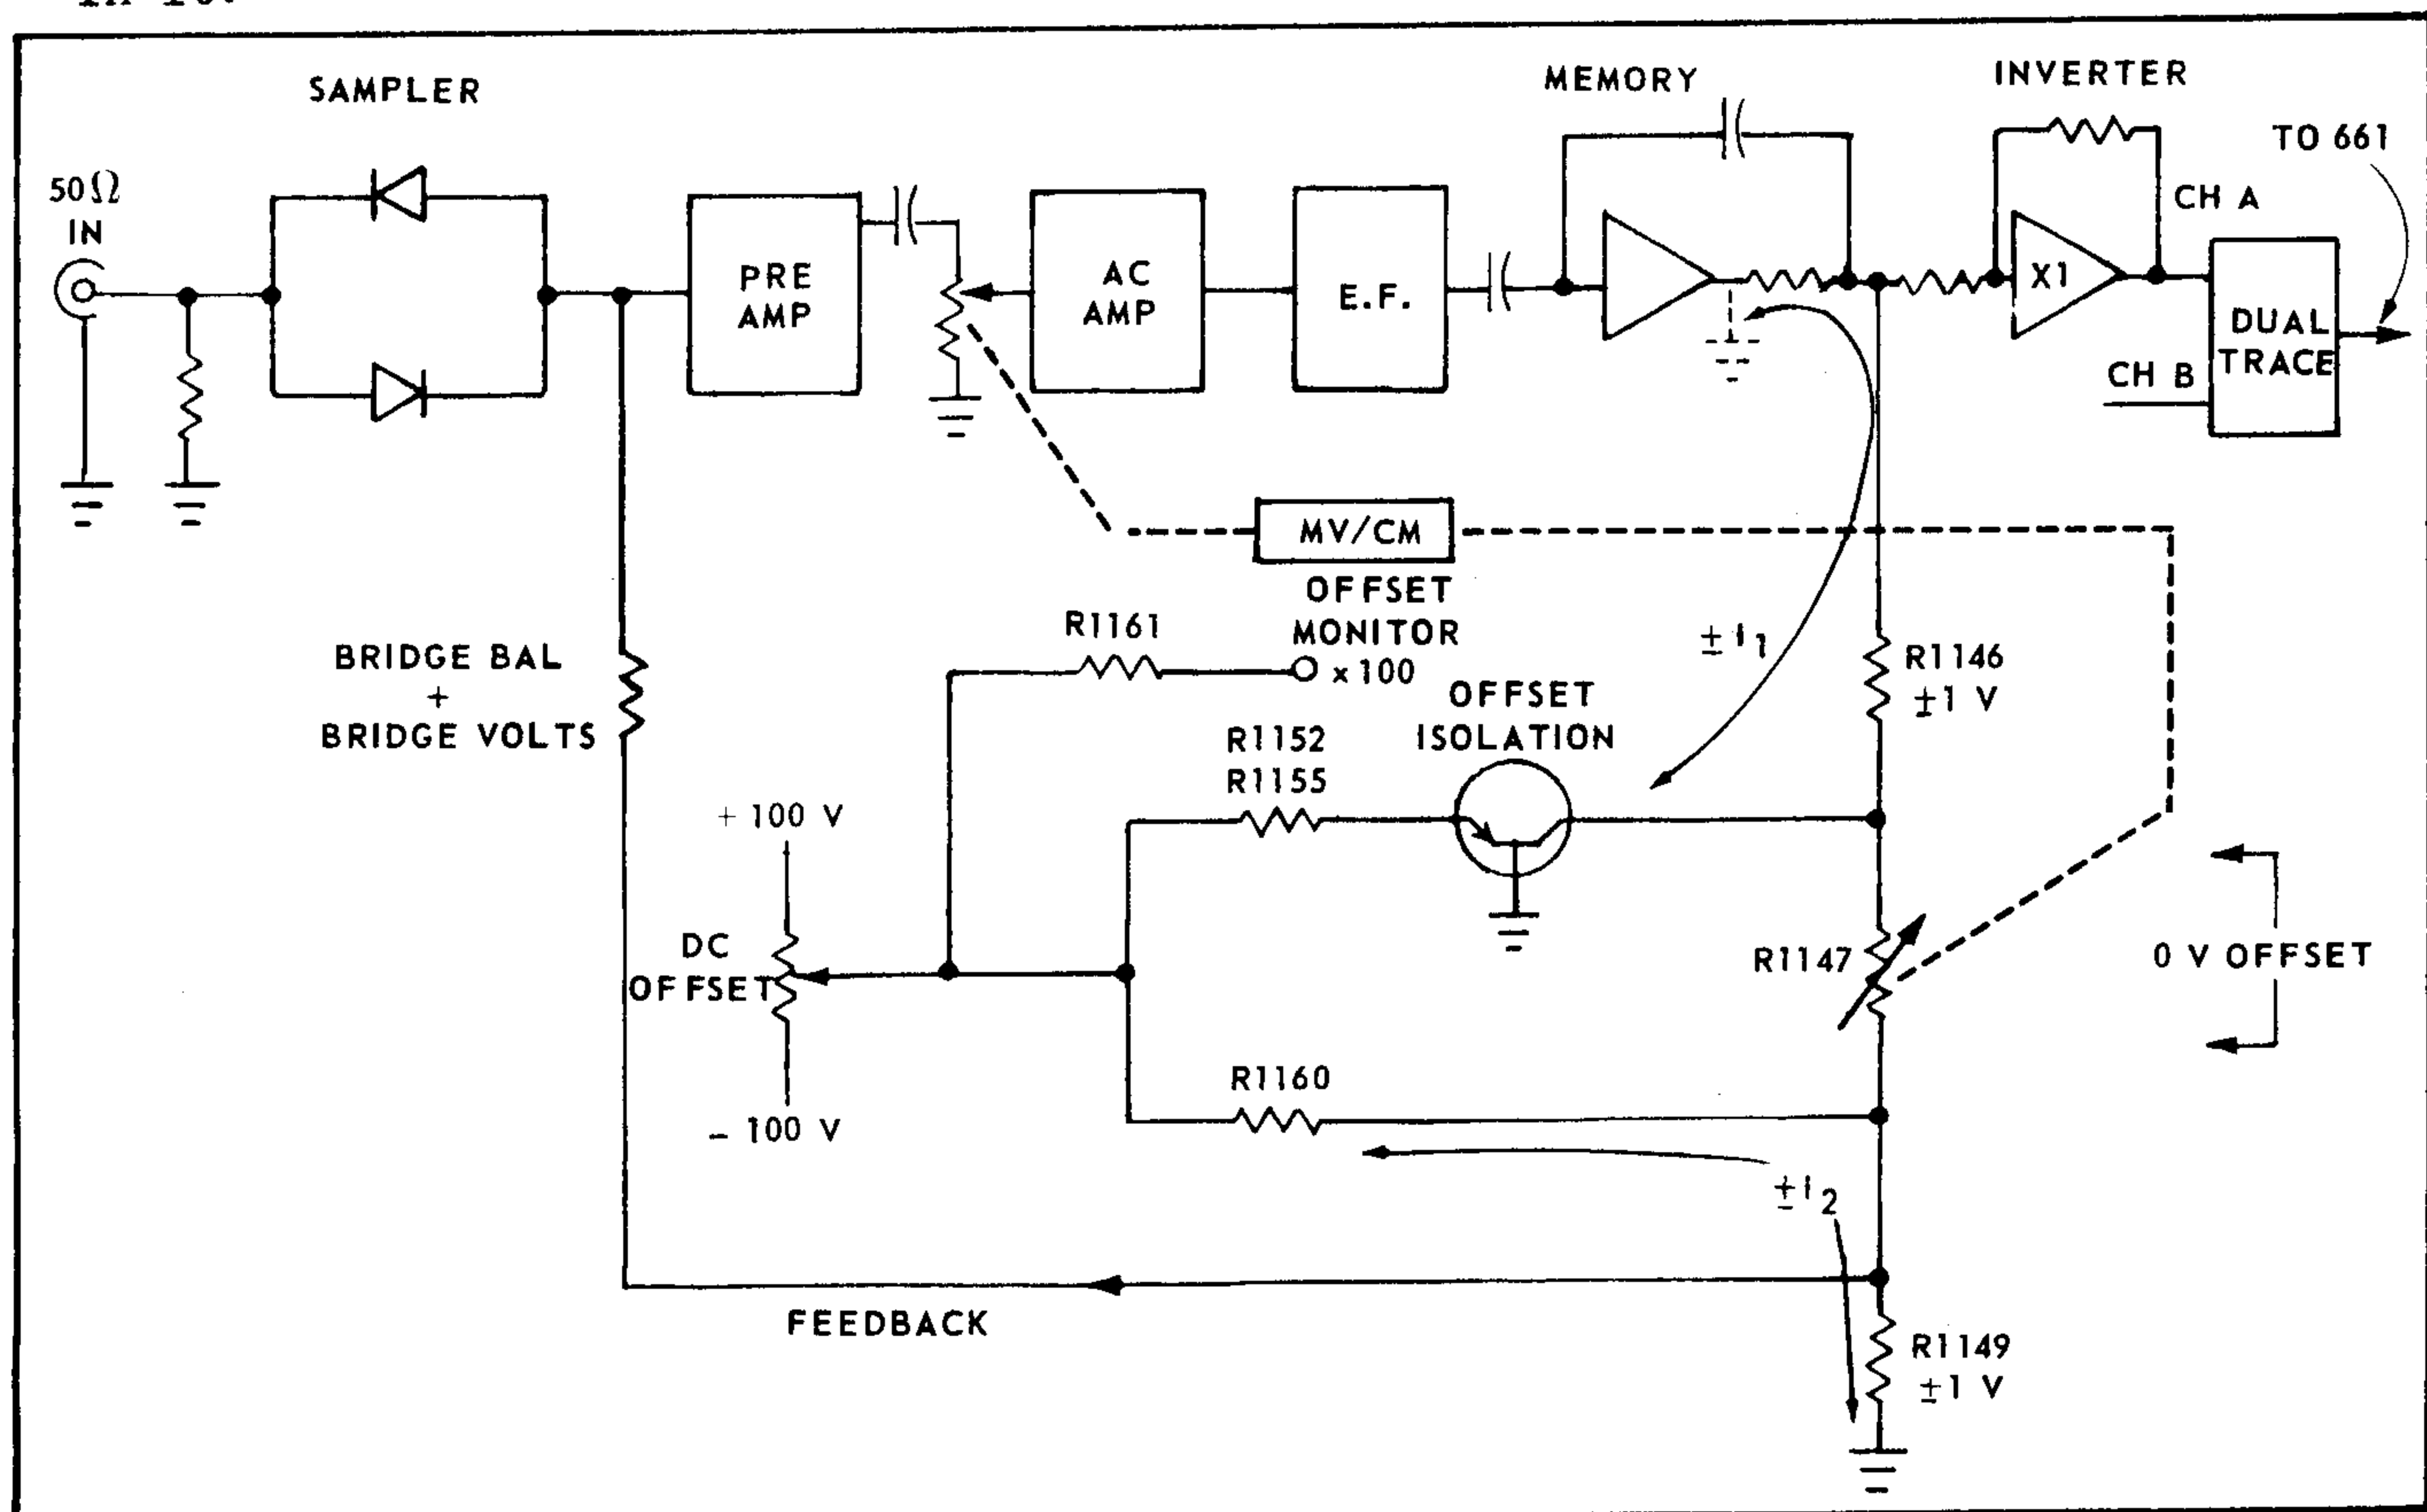 SAMPLER
MEMORY
INVERTER
TO 661
50Ω
IN
CH A
PRE
AMP
AC
AMP
E.F.
X1
DUAL
TRACE
CH B
MV/CM
OFFSET
MONITOR
x 100
R1161
BRIDGE BAL
+
BRIDGE VOLTS
± I1
R1146
±1 V
OFFSET
ISOLATION
R1152
R1155
+ 100 V
DC
OFFSET
- 100 V
R1147
0 V OFFSET
R1160
±I2
FEEDBACK
R1149
±1 V